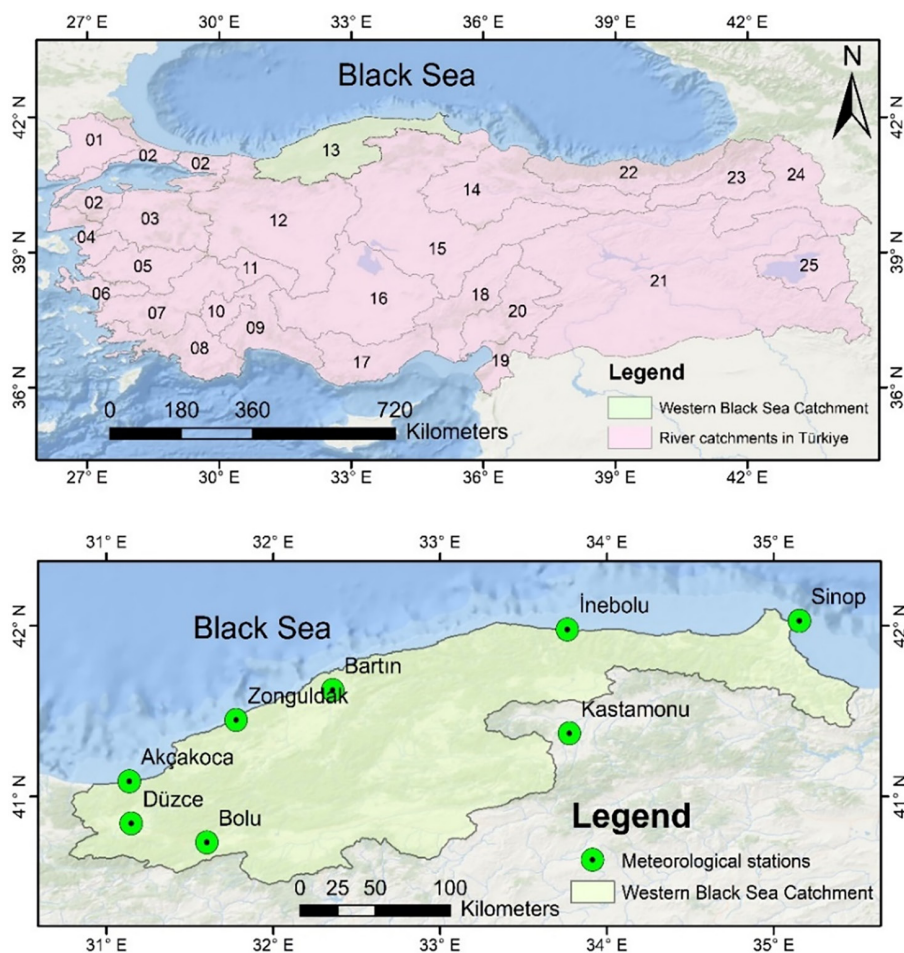 27° E 30° E 33° E 36° E 39° E 42° E
Black Sea
N
42° N
42° N
01
02
02
13
22
23
24
14
02
03
12
04
39° N
39° N
05
11
15
25
06
16
18
21
07
10
09
20
08
17
19
36° N
36° N
Legend
Western Black Sea Catchment
River catchments in Türkiye
0 180 360 720
Kilometers
27° E 30° E 33° E 36° E 39° E 42° E
31° E 32° E 33° E 34° E 35° E
Sinop
İnebolu
42° N
42° N
Black Sea
Bartın
Zonguldak
Kastamonu
Akçakoca
41° N
41° N
Düzce
Bolu
Legend
Meteorological stations
Western Black Sea Catchment
0 25 50 100
Kilometers
31° E 32° E 33° E 34° E 35° E